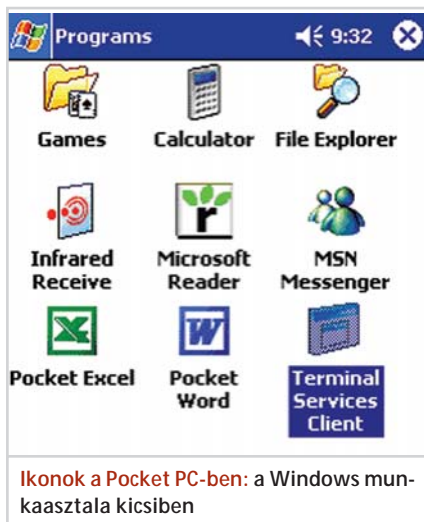 Programs 9:32
Games Calculator File Explorer
Infrared Receive Microsoft Reader MSN Messenger
Pocket Excel Pocket Word Terminal Services Client
Ikonok a Pocket PC-ben: a Windows mun-
kaasztala kicsiben